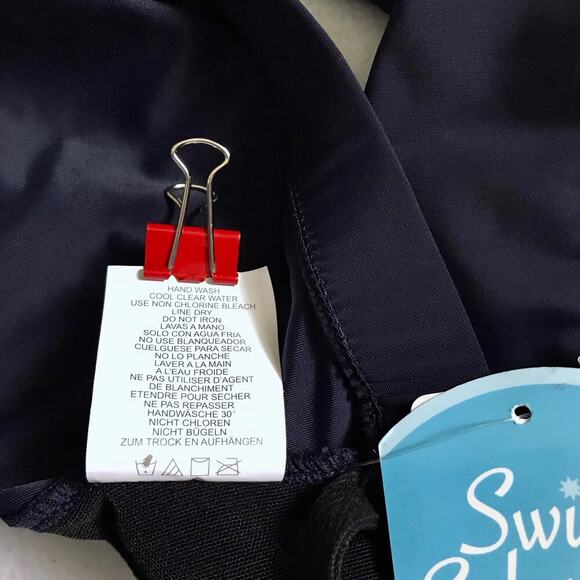 HAND WASH
COOL CLEAR WATER
USE NON CHLORINE BLEACH
LINE DRY
DO NOT IRON
LAVAS A MANO
SOLO CON AGUA FRIA
NO USE BLANQUEADOR
CUELGUESE PARA SECAR
NO LO PLANCHE
LAVER A LA MAIN
A L'EAU FROIDE
NE PAS UTILISER D'AGENT
DE BLANCHIMENT
ETENDRE POUR SECHER
NE PAS REPASSER
HANDWÄSCHE 30°
NICHT CHLOREN
NICHT BÜGELN
ZUM TROCK EN AUFHÄNGEN
Swi